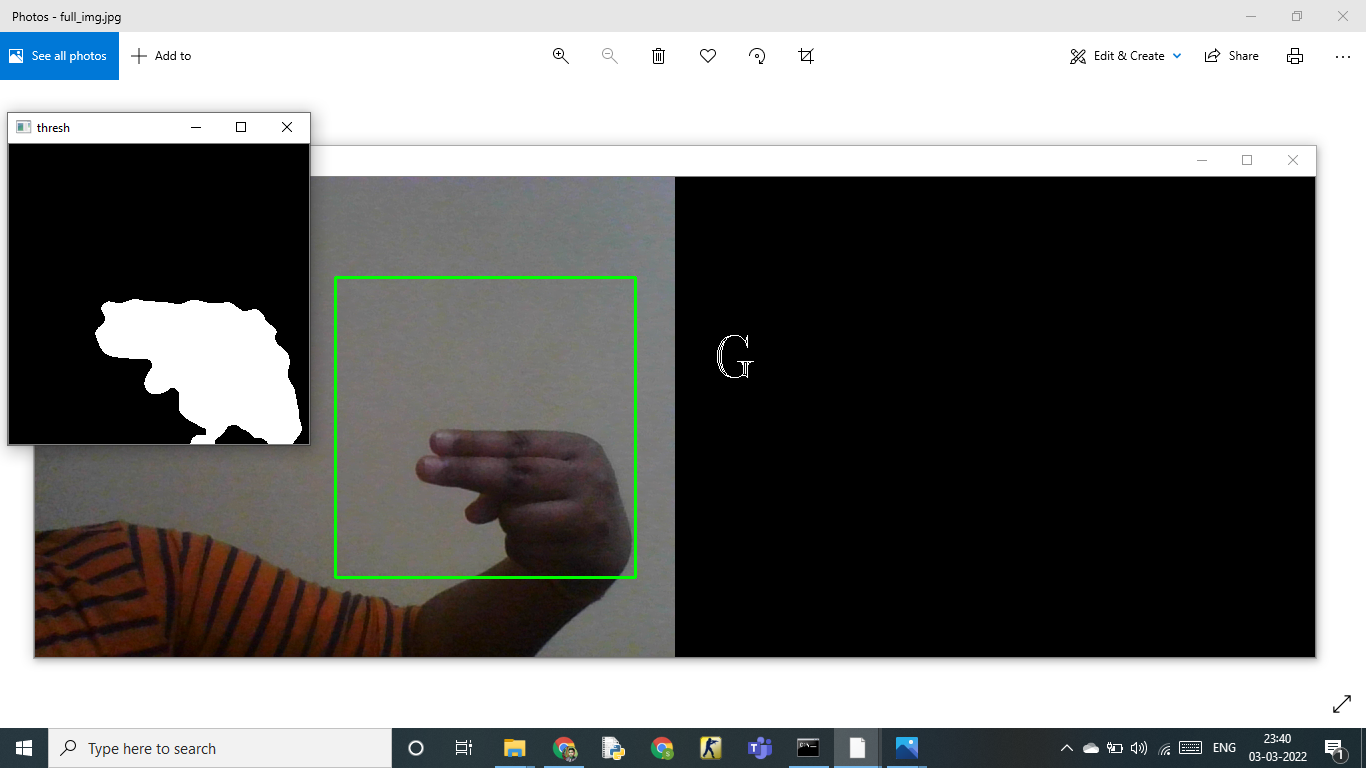 Photos - full_img.jpg
See all photos
Add to
Edit & Create
Share
thresh
G
Type here to search
ENG
23:40
03-03-2022
1